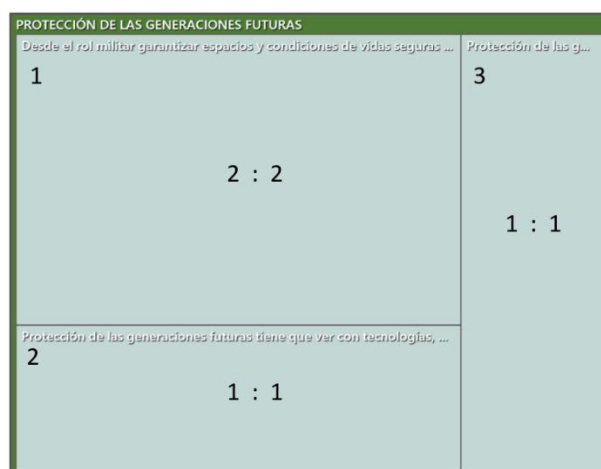 PROTECCIÓN DE LAS GENERACIONES FUTURAS
Desde el rol militar garantizar espacios y condiciones de vidas seguras ...
1
2 : 2
Protección de las generaciones futuras tiene que ver con tecnologías, ...
2
1 : 1
Protección de las g...
3
1 : 1